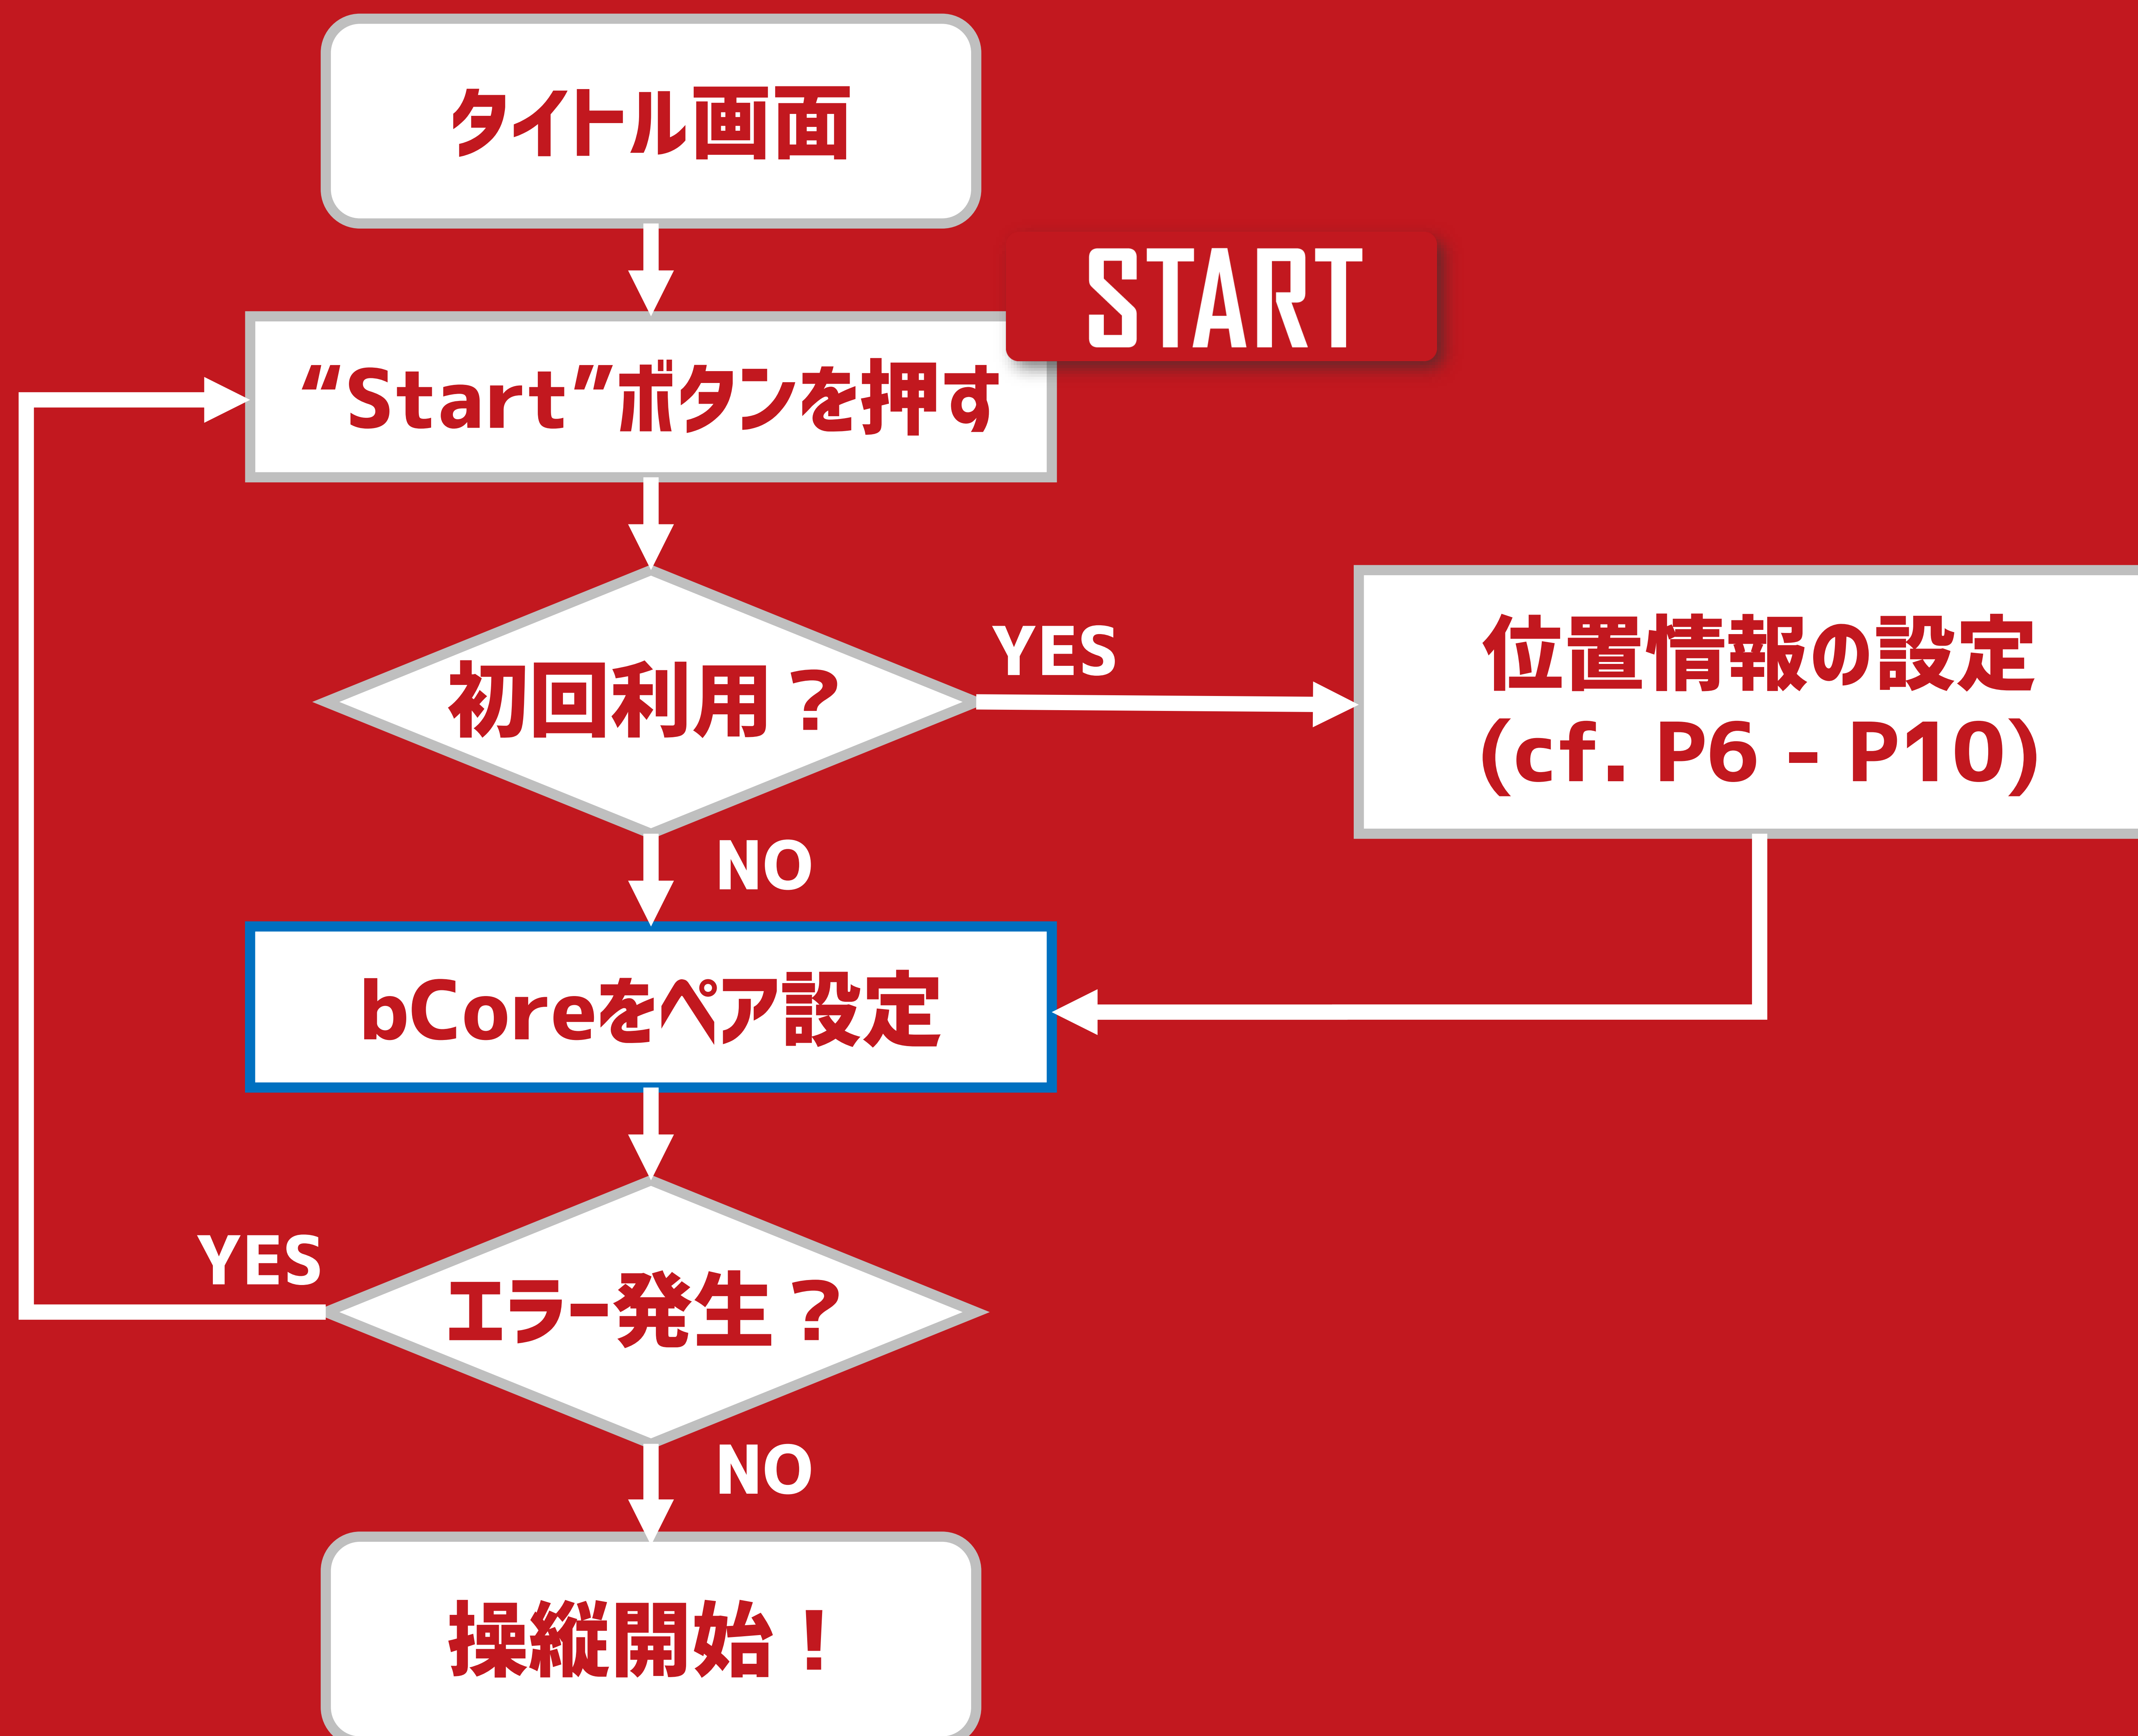 タイトル画面
START
“Start”ボタンを押す
初回利用？
YES
位置情報の設定
(cf. P6 - P10)
NO
bCoreをペア設定
YES
エラー発生？
NO
操縦開始！